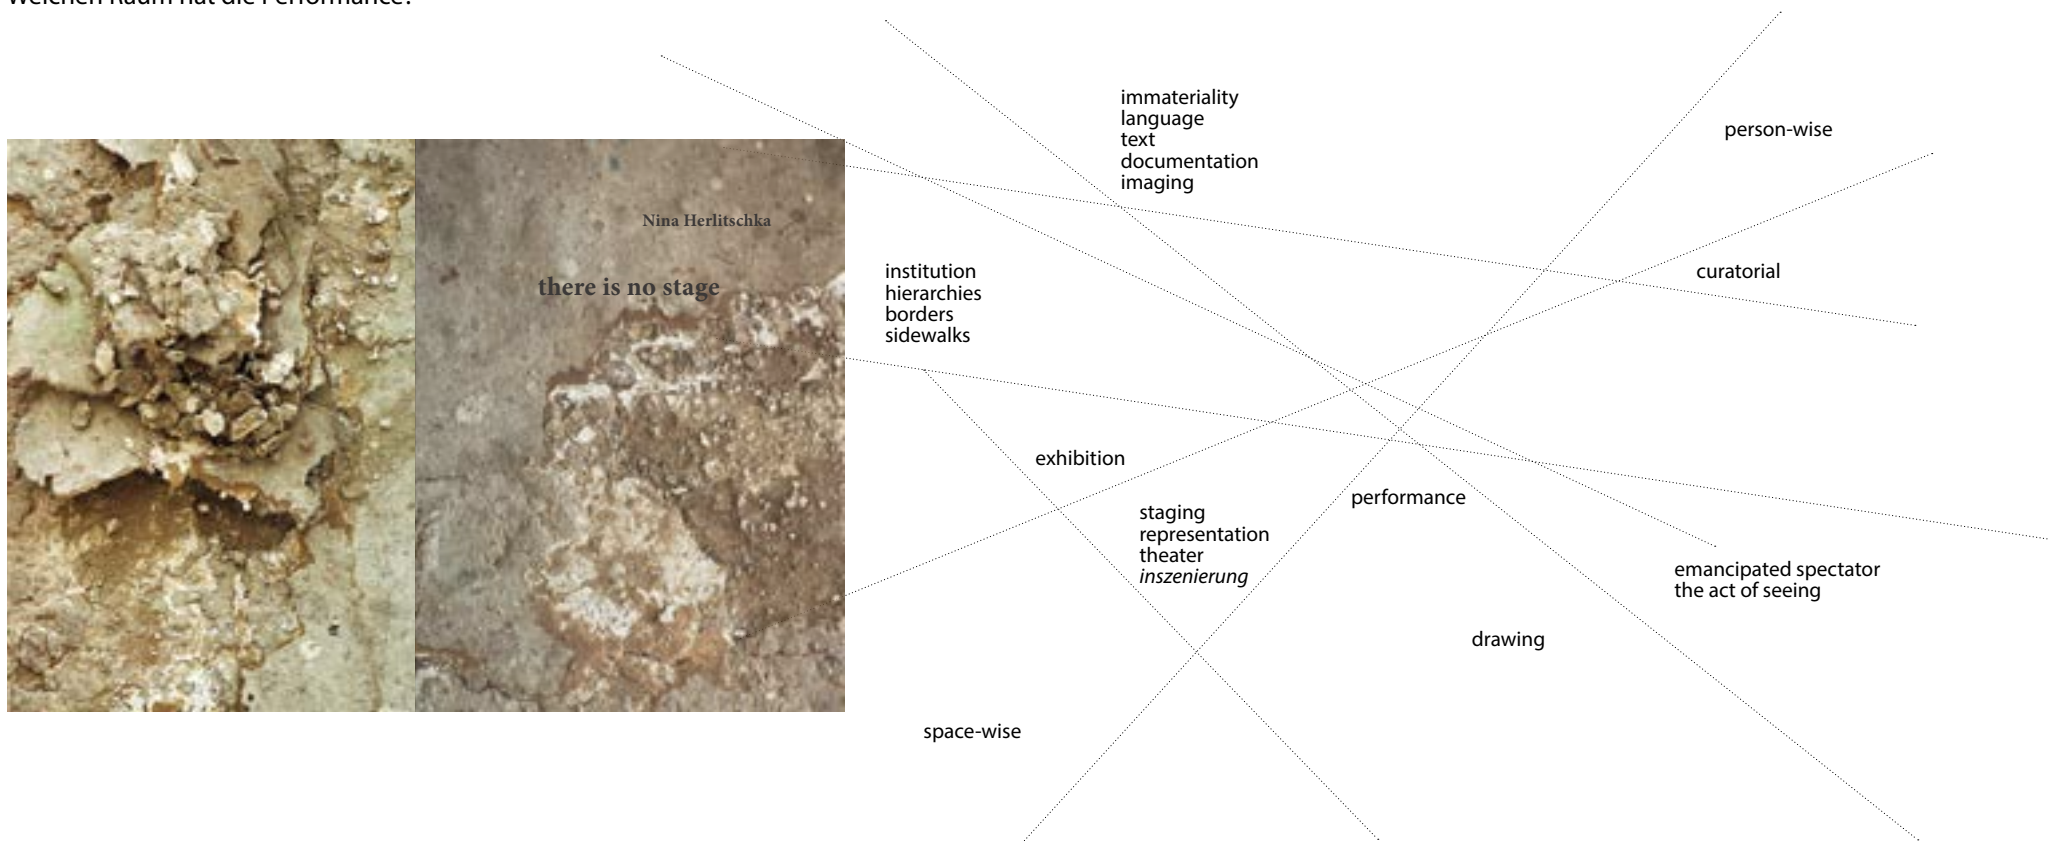 Welchen Raum hat die Performance?
Nina Herlitschka
there is no stage
immateriality
language
text
documentation
imaging
person-wise
institution
hierarchies
borders
sidewalks
curatorial
exhibition
staging
representation
theater
inszenierung
performance
emancipated spectator
the act of seeing
drawing
space-wise